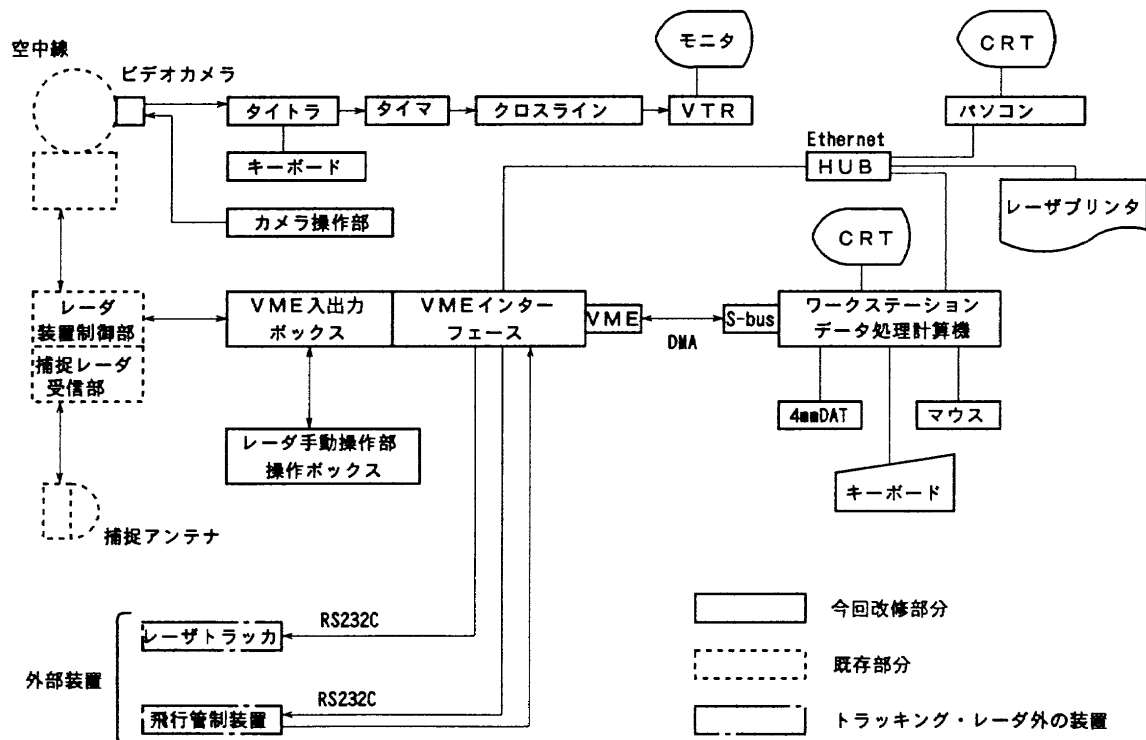 空中線
ビデオカメラ
タイトラ
タイマ
クロスライン
VTR
モニタ
CRT
パソコン
キーボード
カメラ操作部
Ethernet
HUB
レーザプリンタ
CRT
レーダ
装置制御部
捕捉レーダ
受信部
VME入出力
ボックス
VMEインター
フェース
VME
DMA
S-bus
ワークステーション
データ処理計算機
4mmDAT
マウス
キーボード
レーダ手動操作部
操作ボックス
捕捉アンテナ
外部装置
レーザトラッカ
RS232C
飛行管制装置
RS232C
今回改修部分
既存部分
トラッキング・レーダ外の装置